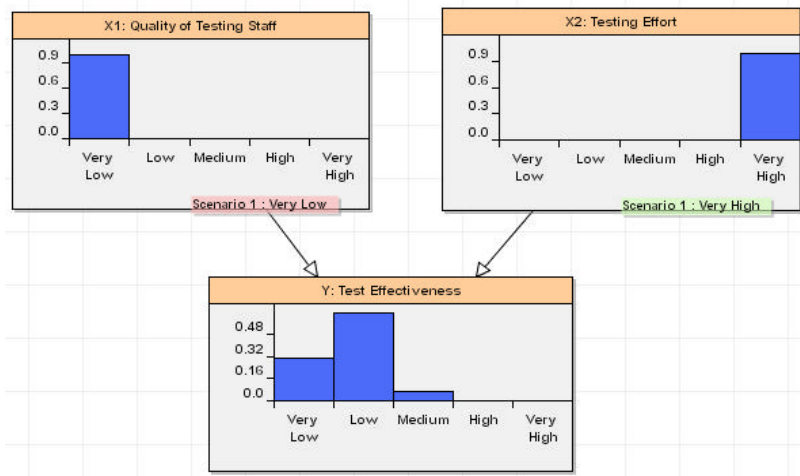 X1: Quality of Testing Staff
0.9
0.6
0.3
0.0
Very Low
Low
Medium
High
Very High
Scenario 1 : Very Low
X2: Testing Effort
0.9
0.6
0.3
0.0
Very Low
Low
Medium
High
Very High
Scenario 1 : Very High
Y: Test Effectiveness
0.48
0.32
0.16
0.0
Very Low
Low
Medium
High
Very High